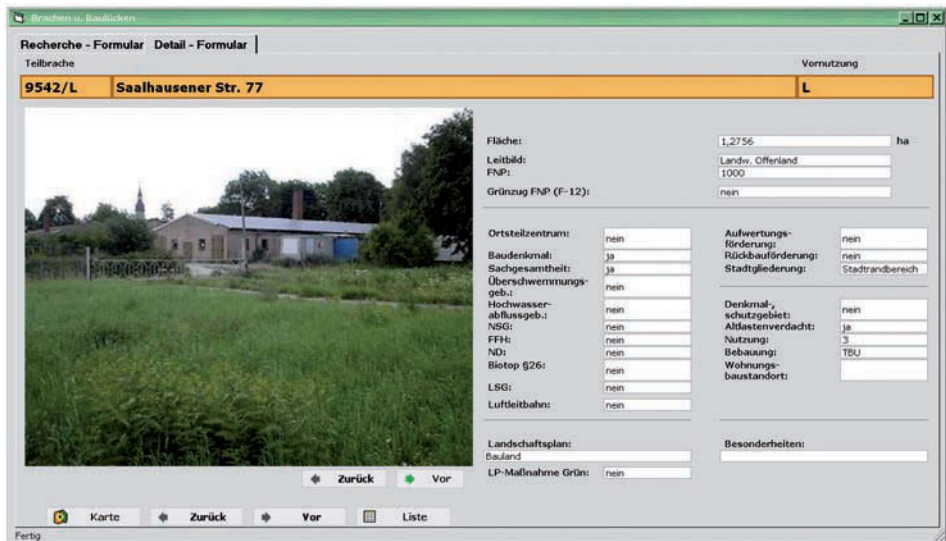 Brachen u. Baulücken
Recherche - Formular Detail - Formular
Teilbrache Vornutzung
9542/L Saalhausener Str. 77 L
Fläche: 1,2756 ha
Leitbild: Landw. Offenland
FNP: 1000
Grünzug FNP (F-12): nein
Ortsteilzentrum: nein
Baudenkmal: ja
Sachgesamtheit: ja
Überschwemmungs-
geb.: nein
Hochwasser-
abflussgeb.: nein
NSG: nein
FFH: nein
ND: nein
Biotop §26: nein
LSG: nein
Luftleitbahn: nein
Aufwertungs-
förderung: nein
Rückbauförderung: nein
Stadtgliederung: Stadtrandbereich
Denkmal-,
schutzgebiet: nein
Altlastenverdacht: ja
Nutzung: 3
Bebauung: TBU
Wohnungs-
baustandort:
Landschaftsplan:
Bauland
LP-Maßnahme Grün: nein
Besonderheiten:
Zurück Vor
Karte Zurück Vor Liste
Fertig